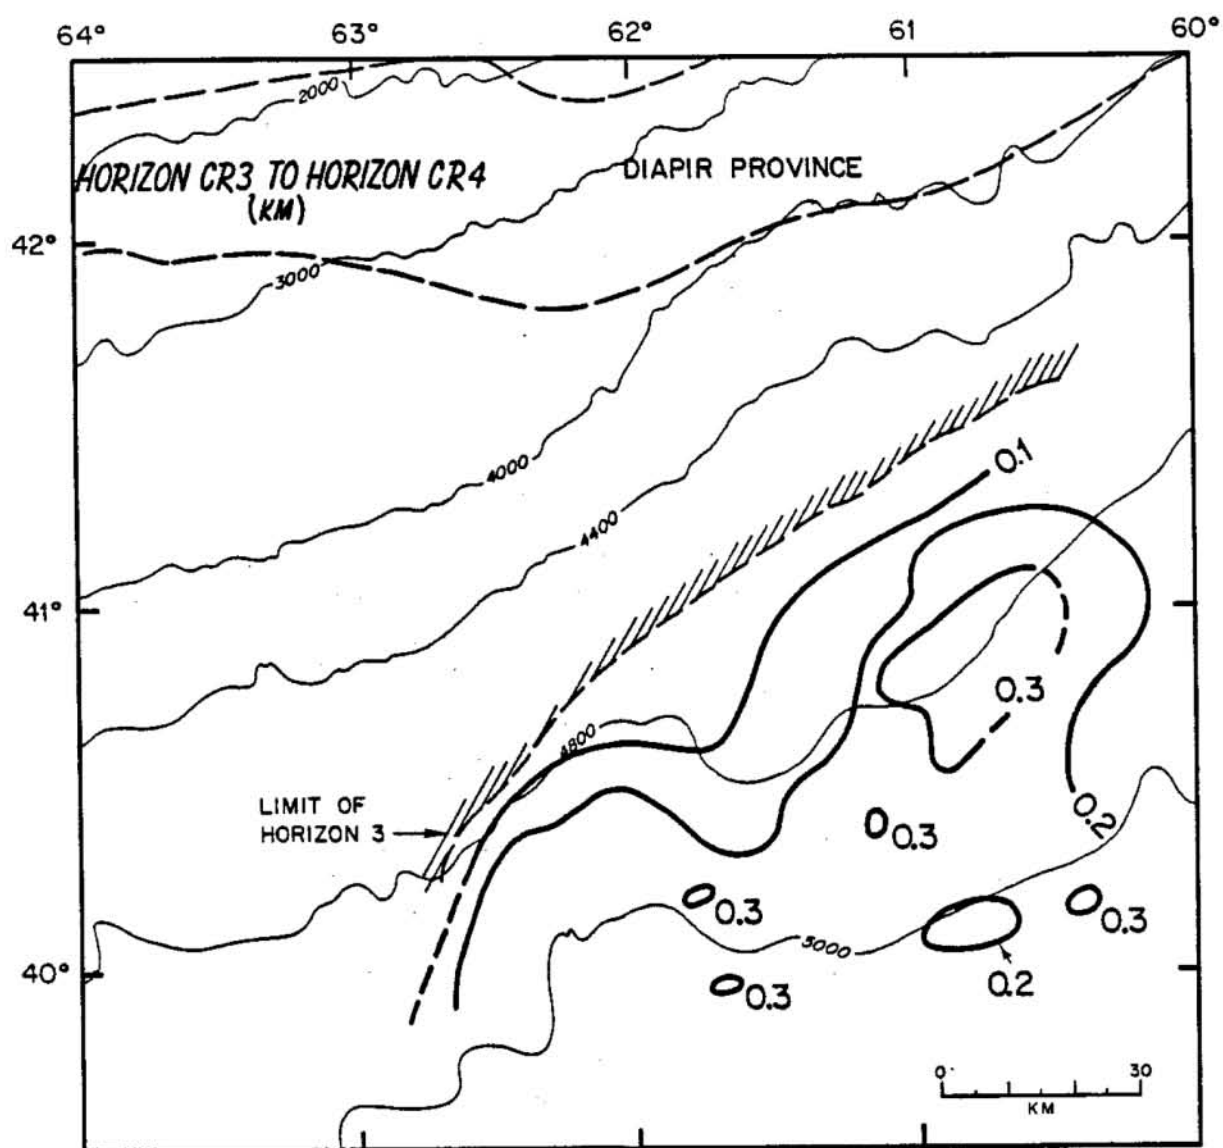 64° 63° 62° 61 60°
2000
HORIZON CR3 TO HORIZON CR4
(KM)
DIAPIR PROVINCE
42°
3000
4000
0.1
4400
41°
0.3
4800
LIMIT OF
HORIZON 3
0.2
0.3
0.3
0.3
5000
40°
0.3
0.2
0 30
KM